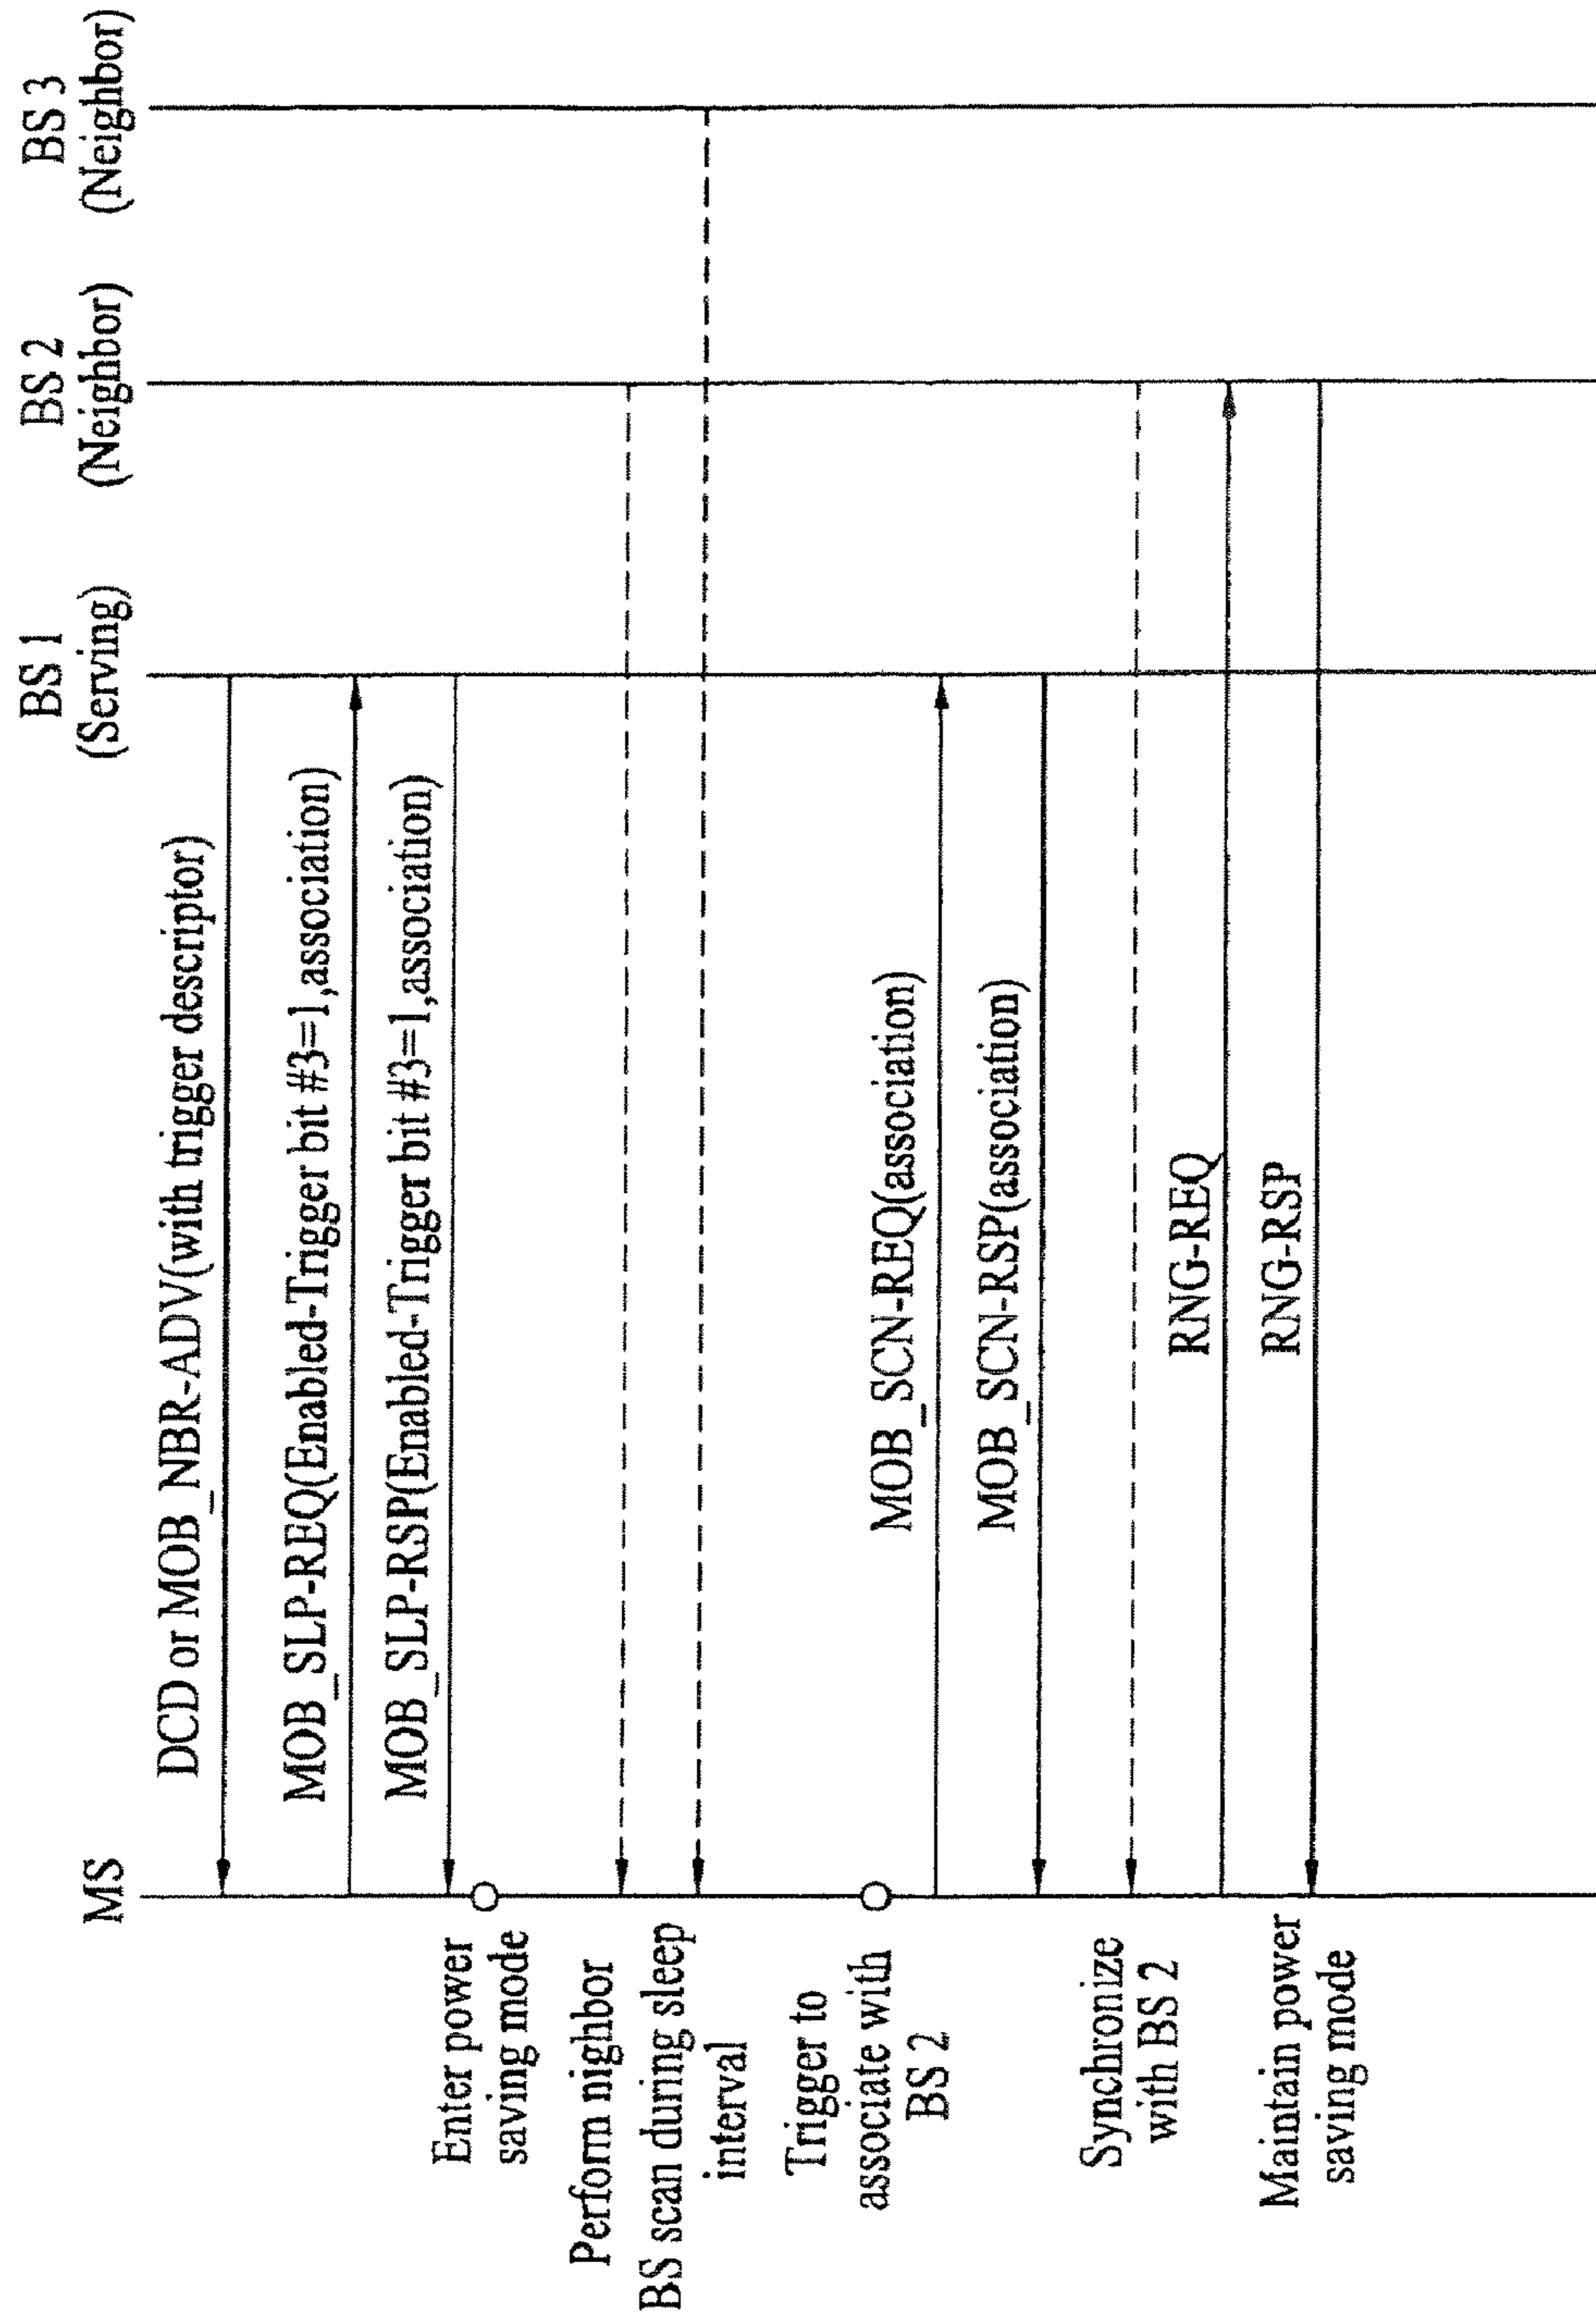 MS
BS 1
(Serving)
BS 2
(Neighbor)
BS 3
(Neighbor)
DCD or MOB_NBR-ADV(with trigger descriptor)
MOB_SLP-REQ(Enabled-Trigger bit #3=1,association)
MOB_SLP-RSP(Enabled-Trigger bit #3=1,association)
Enter power
saving mode
Perform nighbor
BS scan during sleep
interval
Trigger to
associate with
BS 2
MOB_SCN-REQ(association)
MOB_SCN-RSP(association)
Synchronize
with BS 2
RNG-REQ
RNG-RSP
Maintain power
saving mode